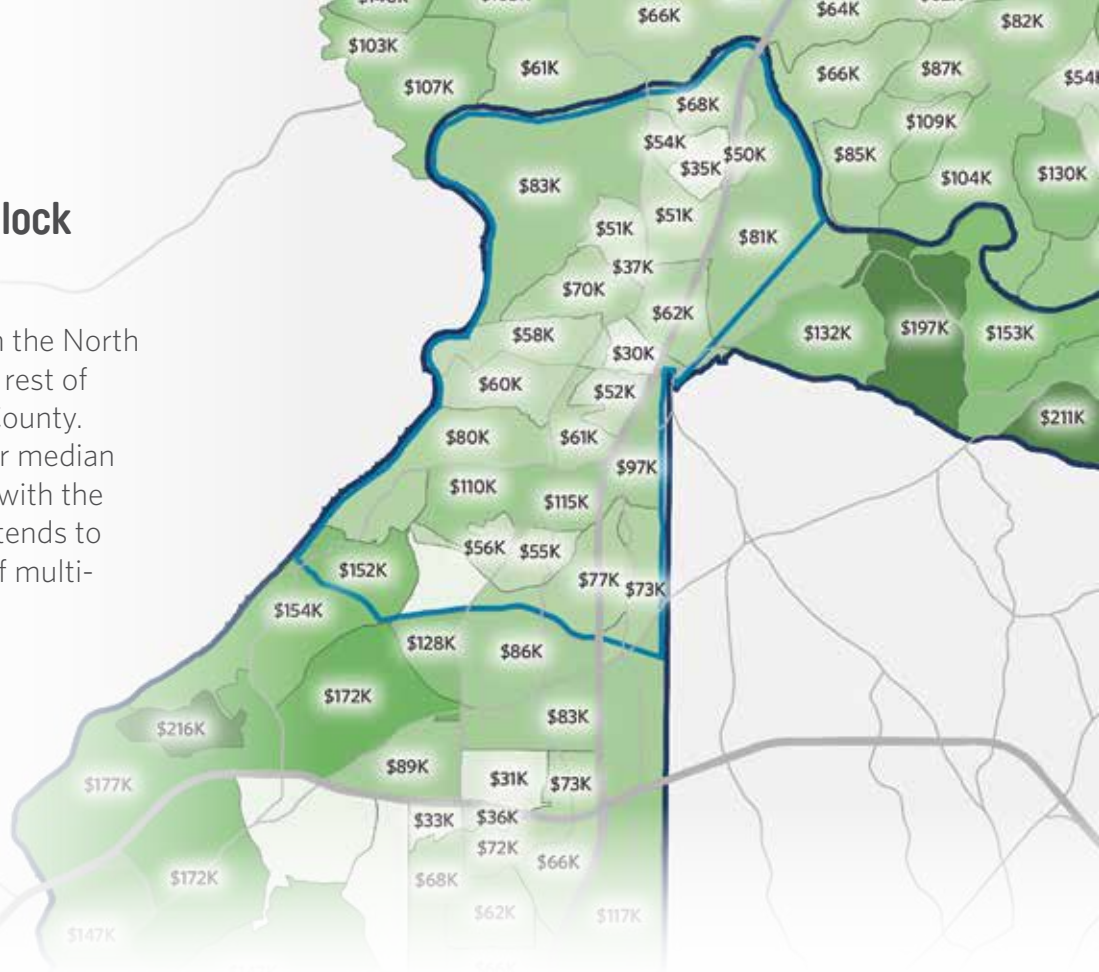 lock
n the North
rest of
County.
r median
with the
tends to
f multi-
$66K
$64K
$82K
$103K
$61K
$66K
$87K
$107K
$68K
$109K
$54K
$50K
$85K
$35K
$104K
$130K
$83K
$51K
$51K
$81K
$37K
$70K
$62K
$132K
$197K
$153K
$58K
$30K
$60K
$52K
$211K
$80K
$61K
$97K
$110K
$115K
$56K
$55K
$152K
$77K
$73K
$154K
$128K
$86K
$172K
$83K
$216K
$89K
$31K
$73K
$177K
$33K
$36K
$72K
$66K
$172K
$68K
$62K
$117K
$147K